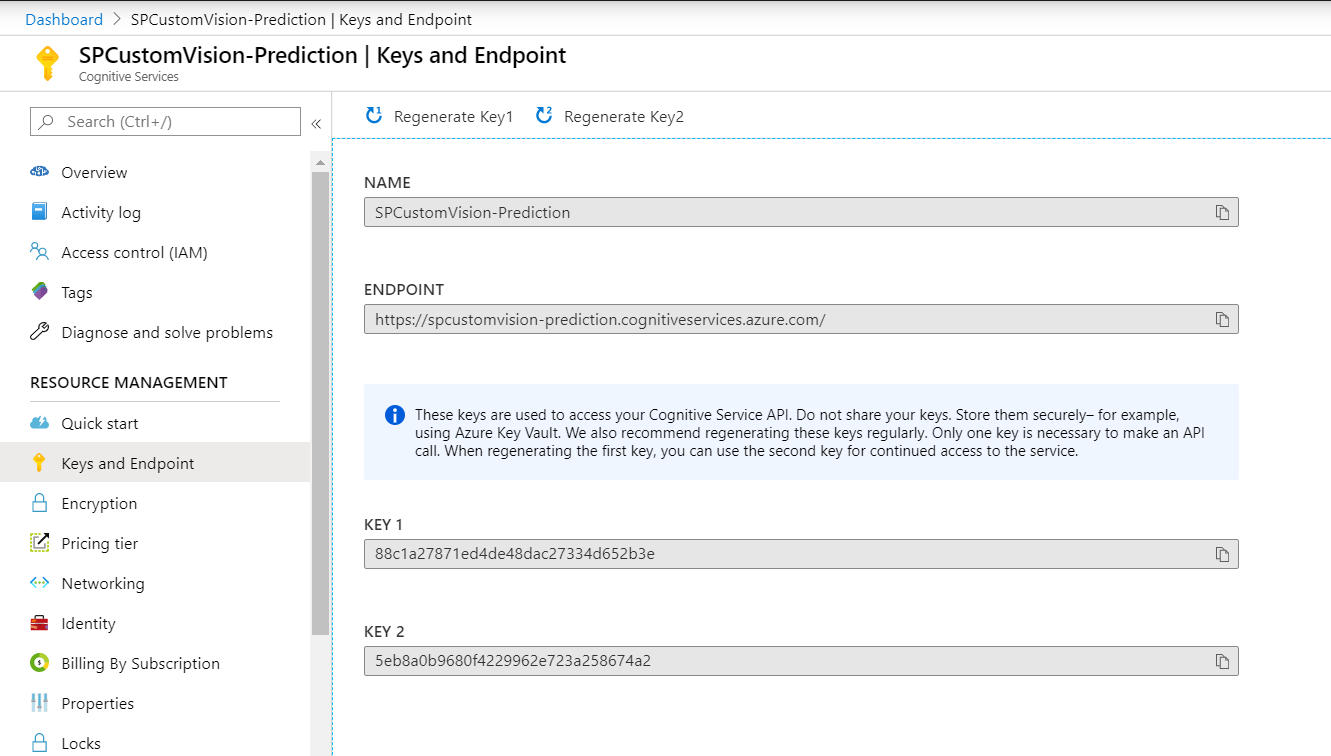 Dashboard > SPCustomVision-Prediction | Keys and Endpoint
SPCustomVision-Prediction | Keys and Endpoint
Cognitive Services
Search (Ctrl+/)
«
Overview
Activity log
Access control (IAM)
Tags
Diagnose and solve problems
RESOURCE MANAGEMENT
Quick start
Keys and Endpoint
Encryption
Pricing tier
Networking
Identity
Billing By Subscription
Properties
Locks
Regenerate Key1
Regenerate Key2
NAME
SPCustomVision-Prediction
ENDPOINT
https://spcustomvision-prediction.cognitiveservices.azure.com/
These keys are used to access your Cognitive Service API. Do not share your keys. Store them securely– for example,
using Azure Key Vault. We also recommend regenerating these keys regularly. Only one key is necessary to make an API
call. When regenerating the first key, you can use the second key for continued access to the service.
KEY 1
88c1a27871ed4de48dac27334d652b3e
KEY 2
5eb8a0b9680f4229962e723a258674a2